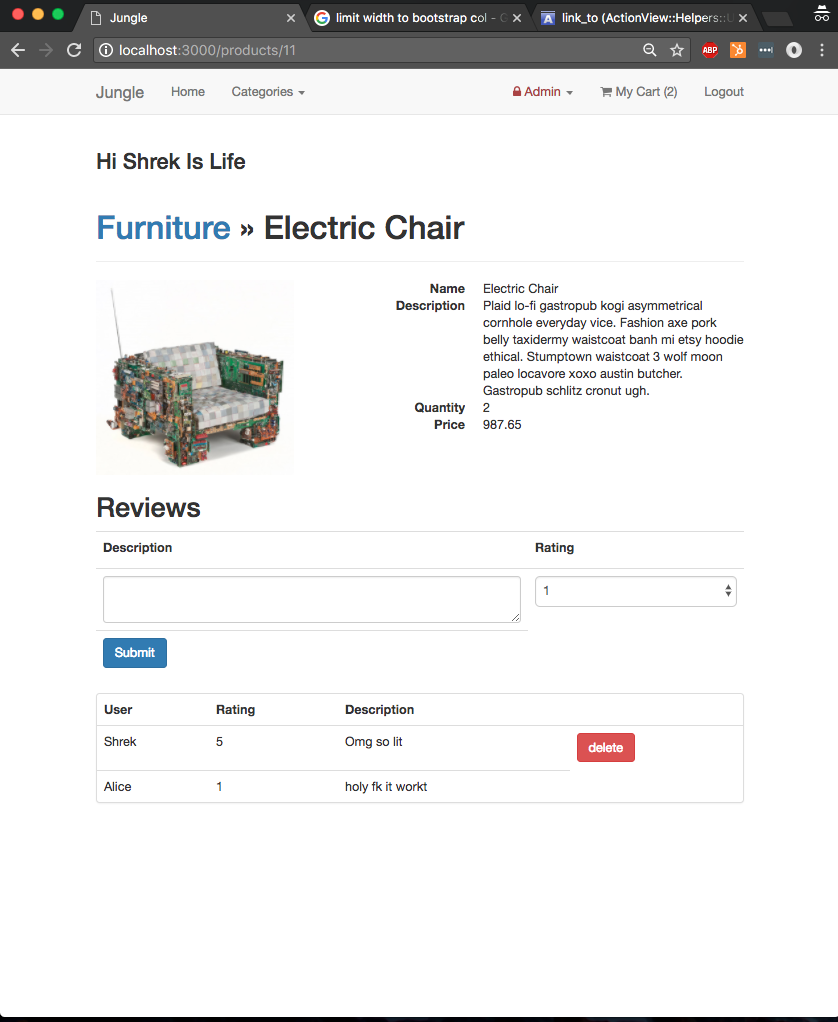 Jungle
limit width to bootstrap col -
link_to (ActionView::Helpers::
localhost:3000/products/11
ABP
Jungle Home Categories Admin My Cart (2) Logout
Hi Shrek Is Life
Furniture » Electric Chair
Name Electric Chair
Description Plaid lo-fi gastropub kogi asymmetrical
cornhole everyday vice. Fashion axe pork
belly taxidermy waistcoat banh mi etsy hoodie
ethical. Stumptown waistcoat 3 wolf moon
paleo locavore xoxo austin butcher.
Gastropub schlitz cronut ugh.
Quantity 2
Price 987.65
Reviews
Description Rating
1
Submit
User Rating Description
Shrek 5 Omg so lit delete
Alice 1 holy fk it workt